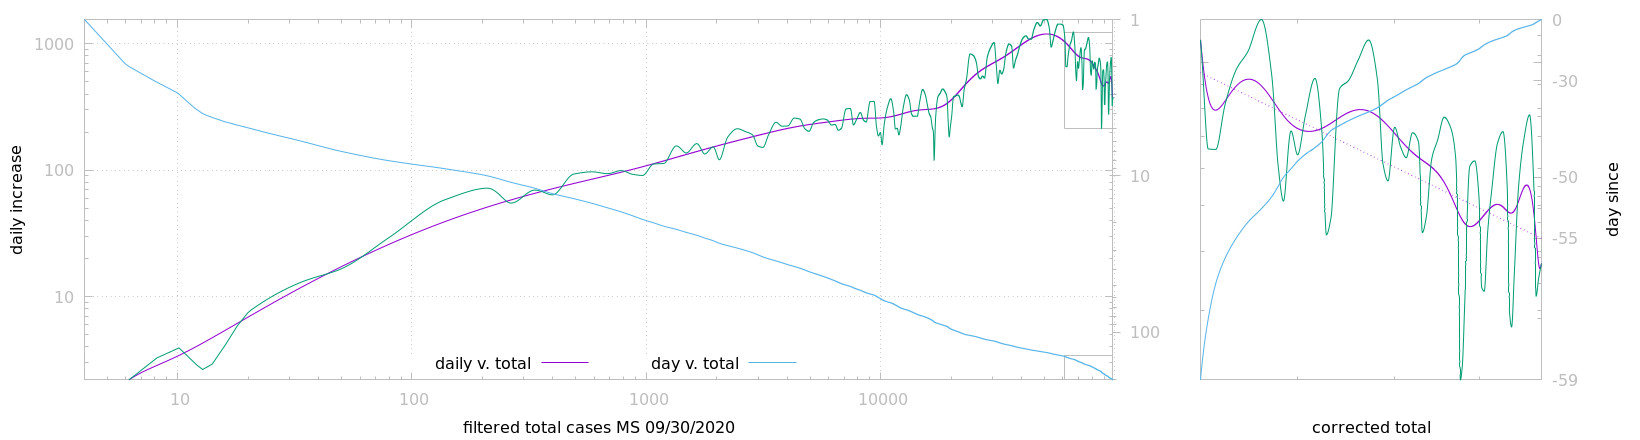 1000
100
10
daily increase
10
100
1000
10000
filtered total cases MS 09/30/2020
daily v. total
day v. total
1
10
100
0
-30
-50
-55
-59
day since
corrected total